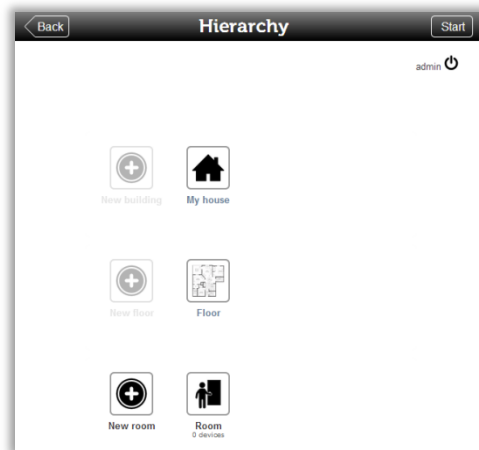 Back
Hierarchy
Start
admin
New building
My house
New floor
Floor
New room
Room
0 devices